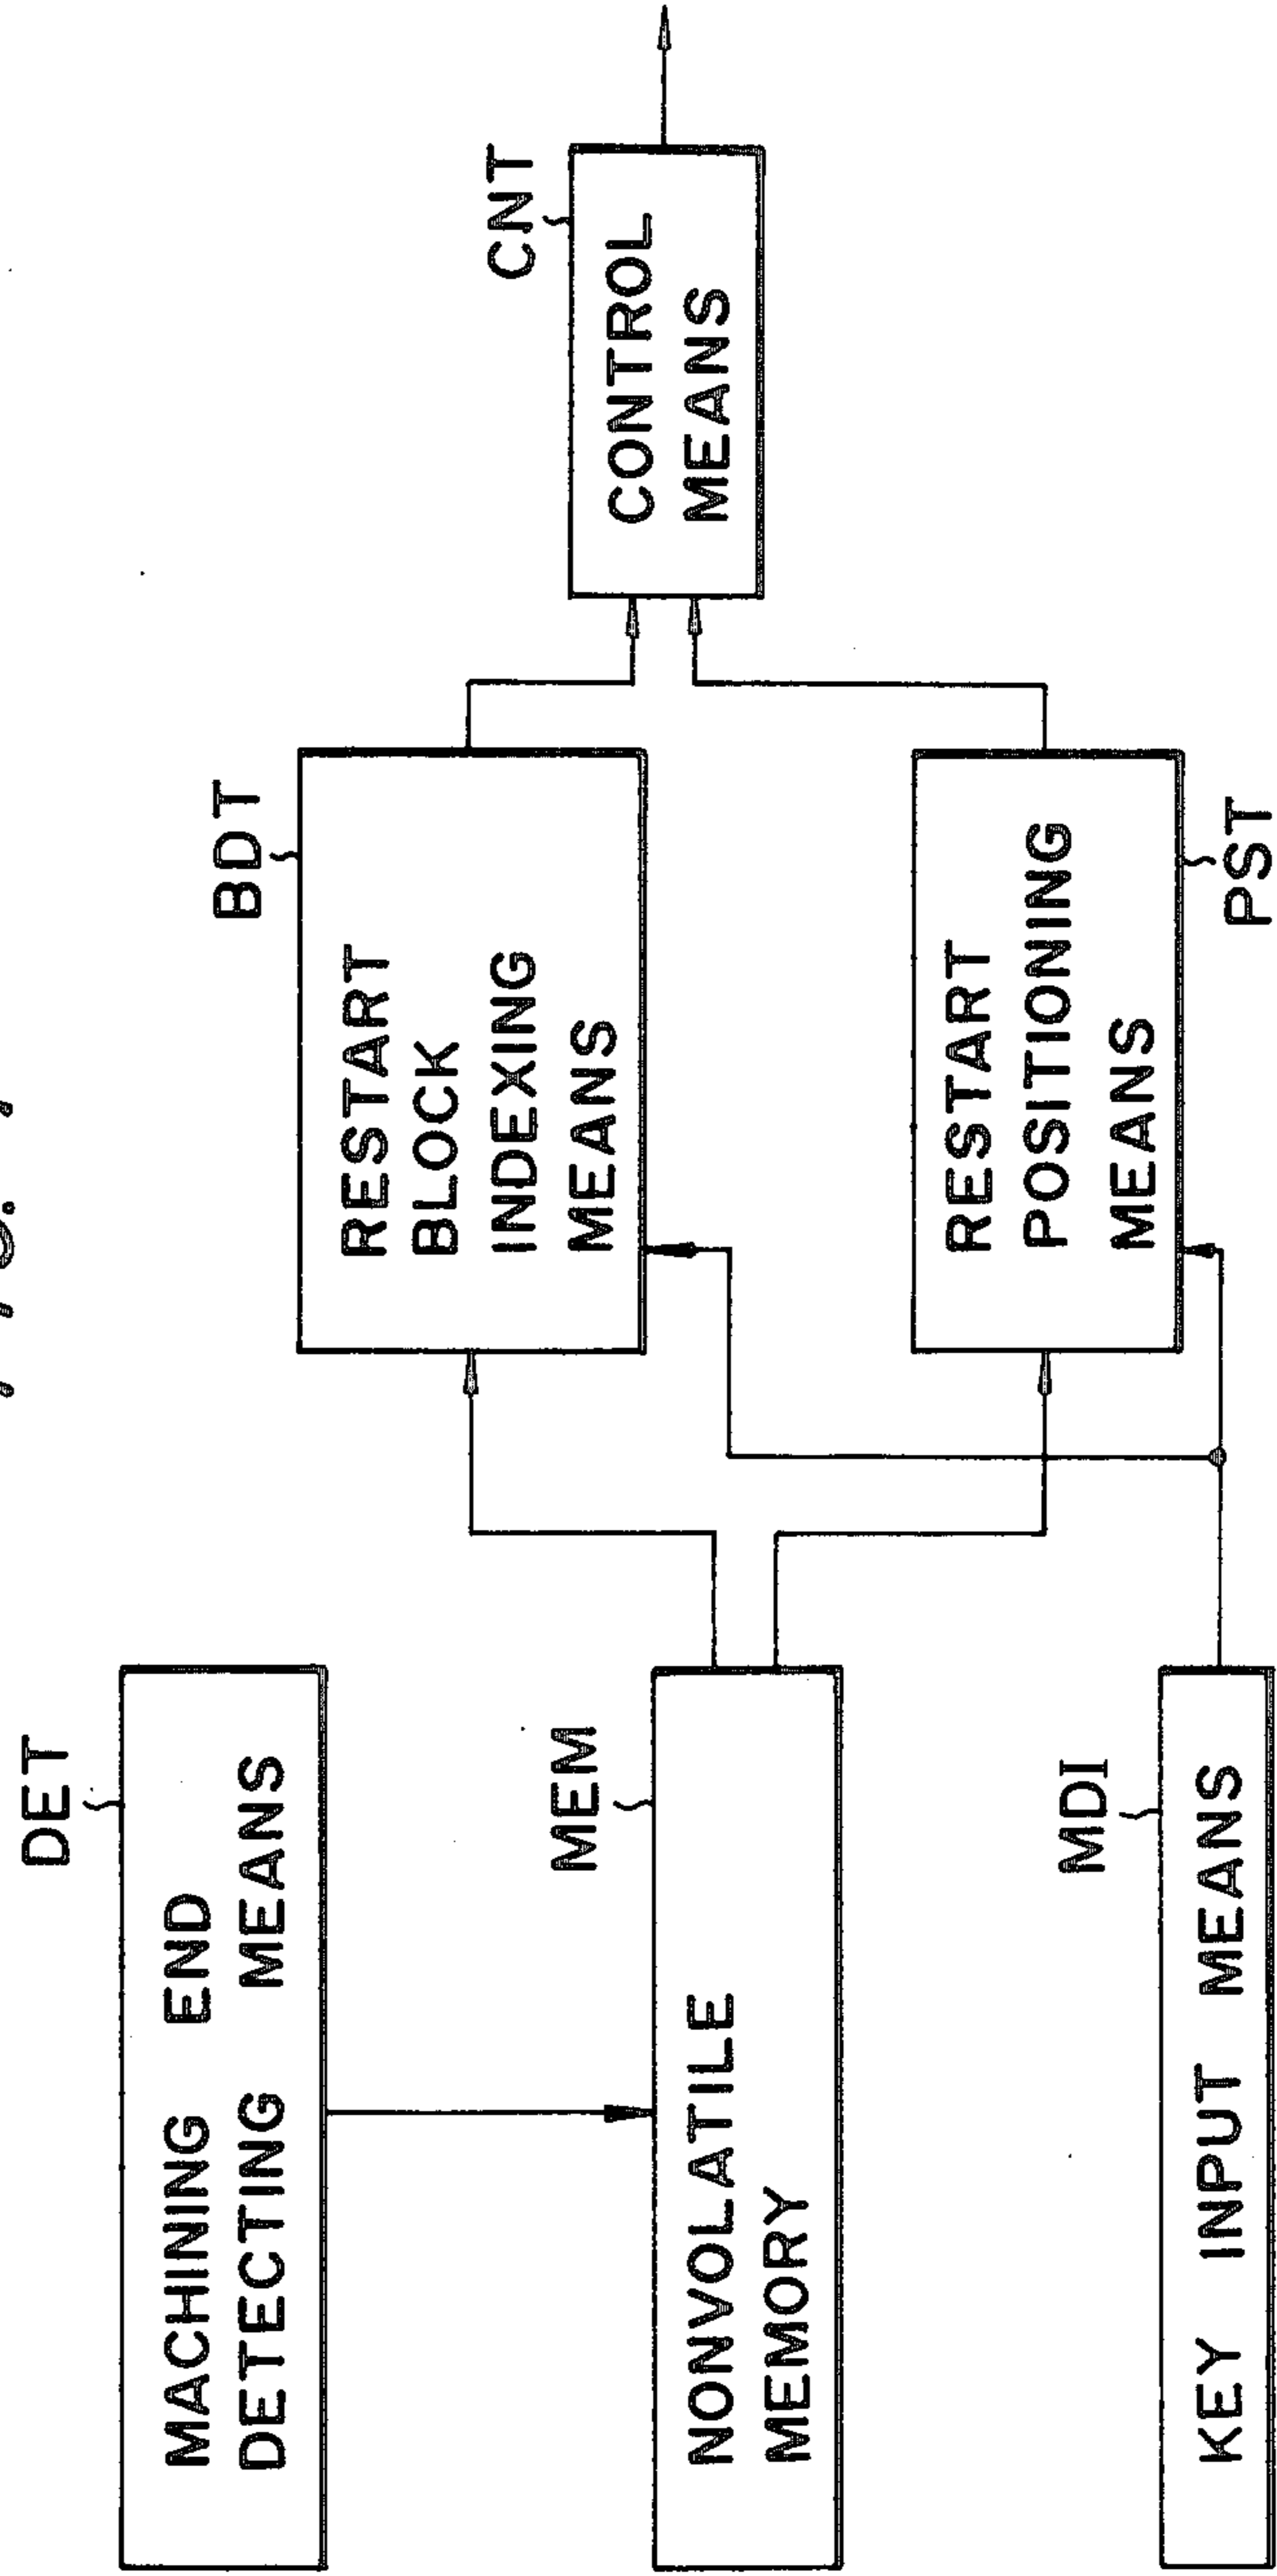 DET
MACHINING END
DETECTING MEANS
MEM
NONVOLATILE
MEMORY
MDI
KEY INPUT MEANS
BDT
RESTART
BLOCK
INDEXING
MEANS
RESTART
POSITIONING
MEANS
PST
CNT
CONTROL
MEANS